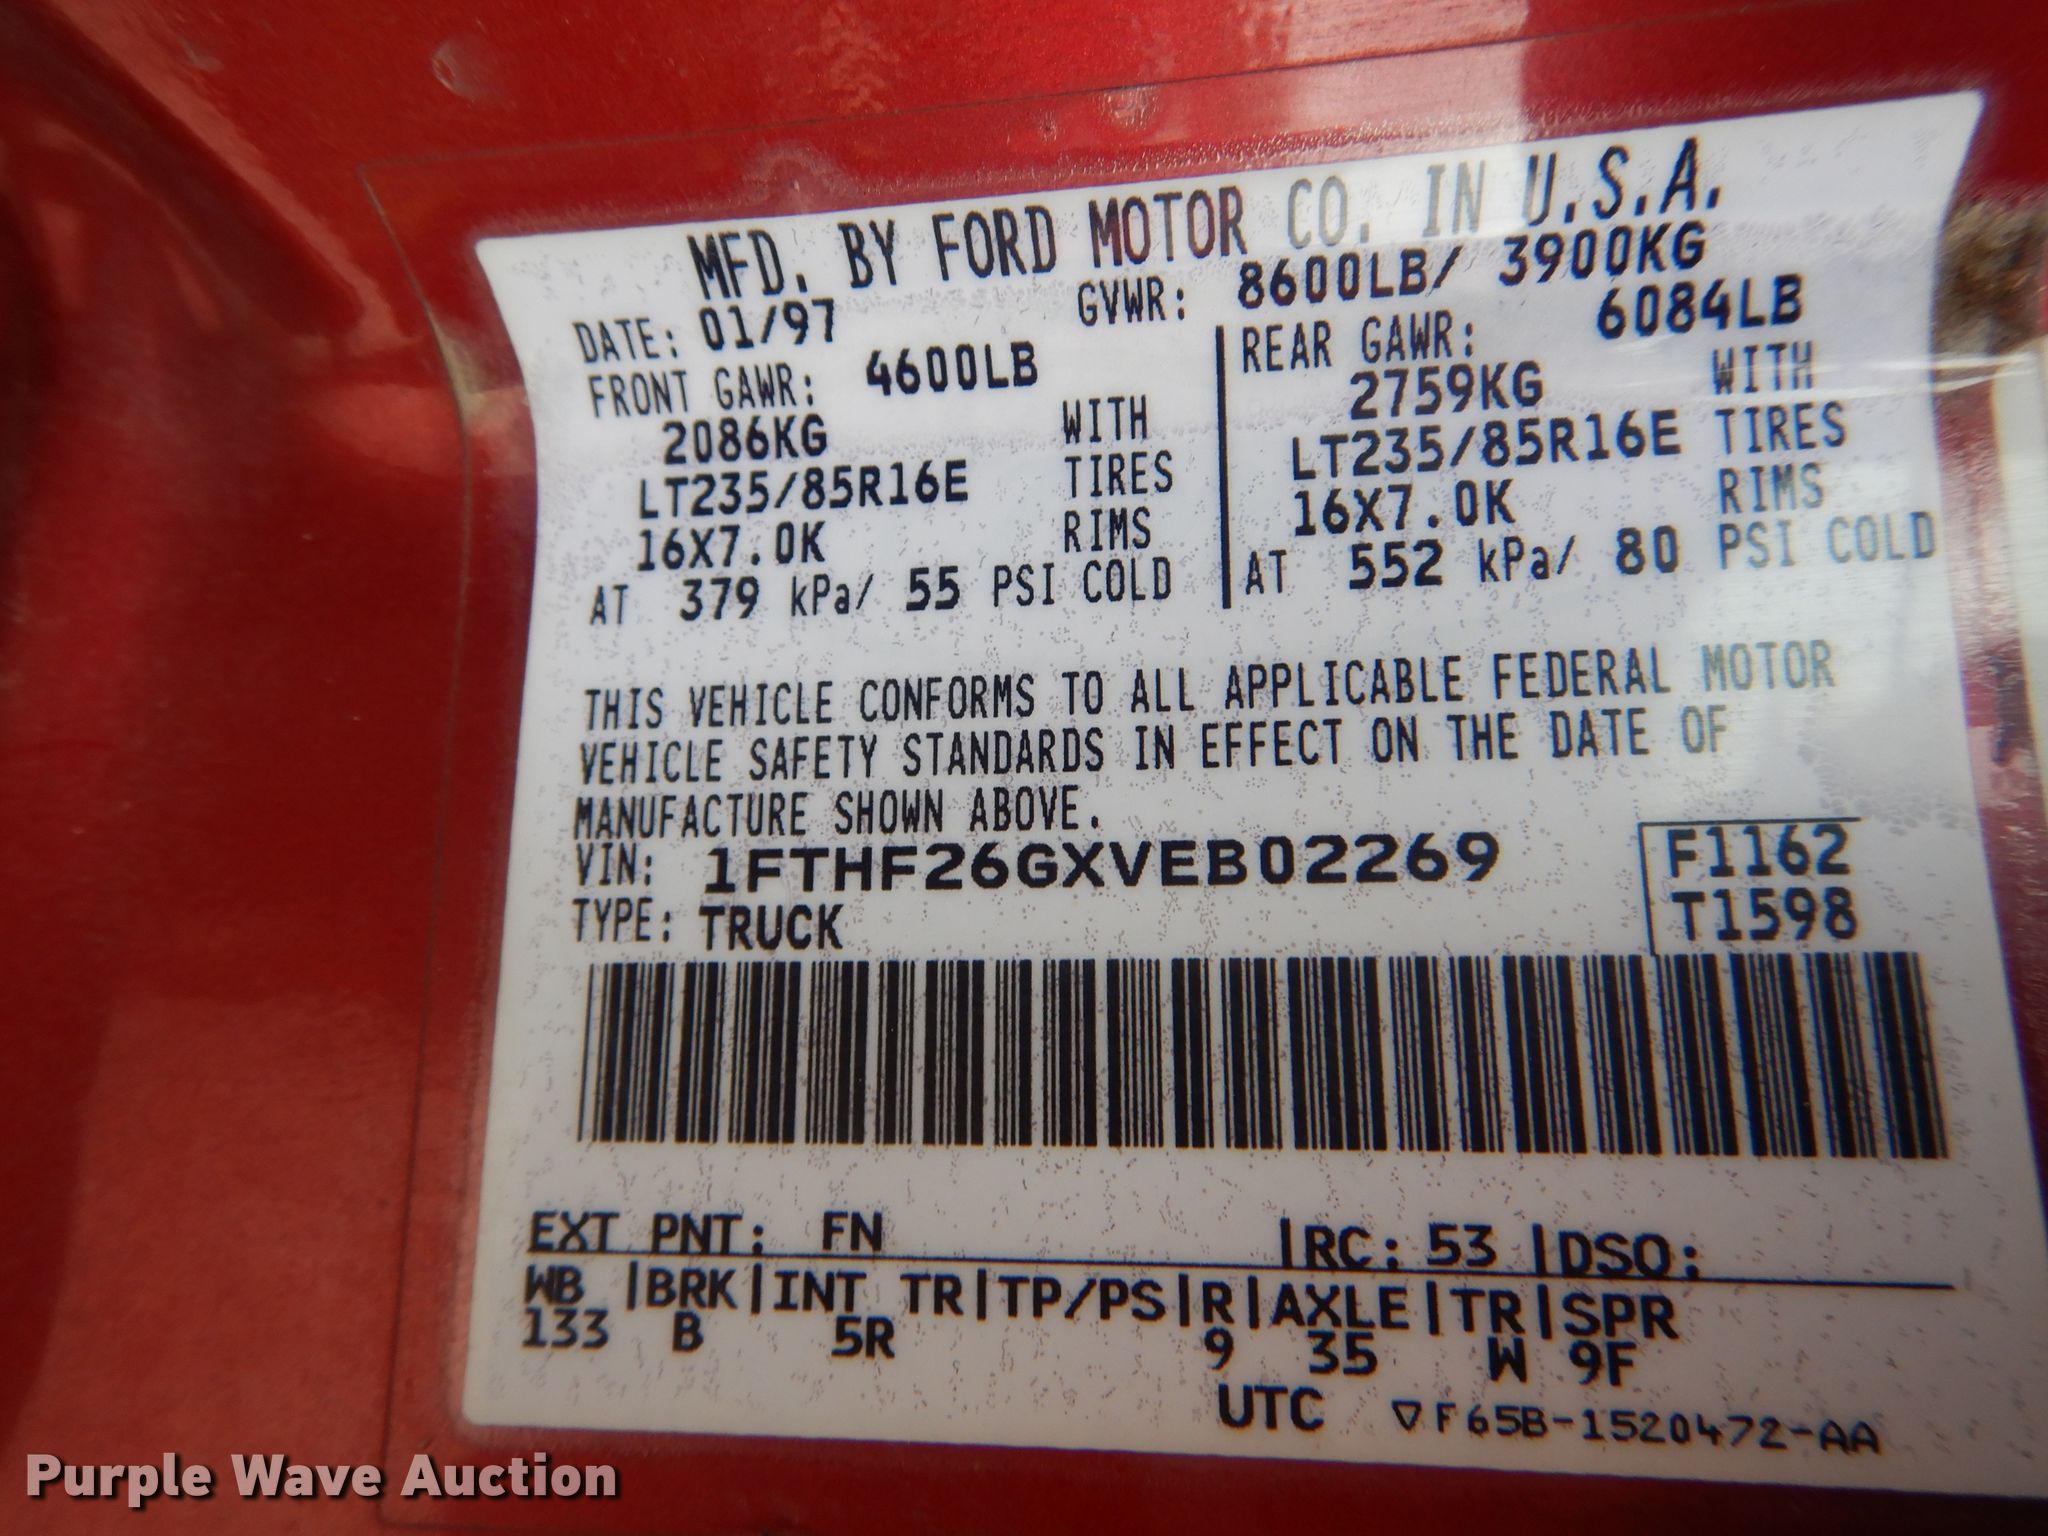 MFD. BY FORD MOTOR CO. IN U.S.A.
DATE: 01/97 GVWR: 8600LB/ 3900KG
FRONT GAWR: 4600LB REAR GAWR: 6084LB
2086KG WITH 2759KG WITH
LT235/85R16E TIRES LT235/85R16E TIRES
16X7.0K RIMS 16X7.0K RIMS
AT 379 kPa/ 55 PSI COLD AT 552 kPa/ 80 PSI COLD
THIS VEHICLE CONFORMS TO ALL APPLICABLE FEDERAL MOTOR
VEHICLE SAFETY STANDARDS IN EFFECT ON THE DATE OF
MANUFACTURE SHOWN ABOVE.
VIN: 1FTHF26GXVEB02269 F1162
TYPE: TRUCK T1598
EXT PNT: FN |RC: 53 |DSO:
WB |BRK|INT TR|TP/PS|R|AXLE|TR|SPR
133 B 5R 9 35 W 9F
UTC ▽F65B-1520472-AA
Purple Wave Auction